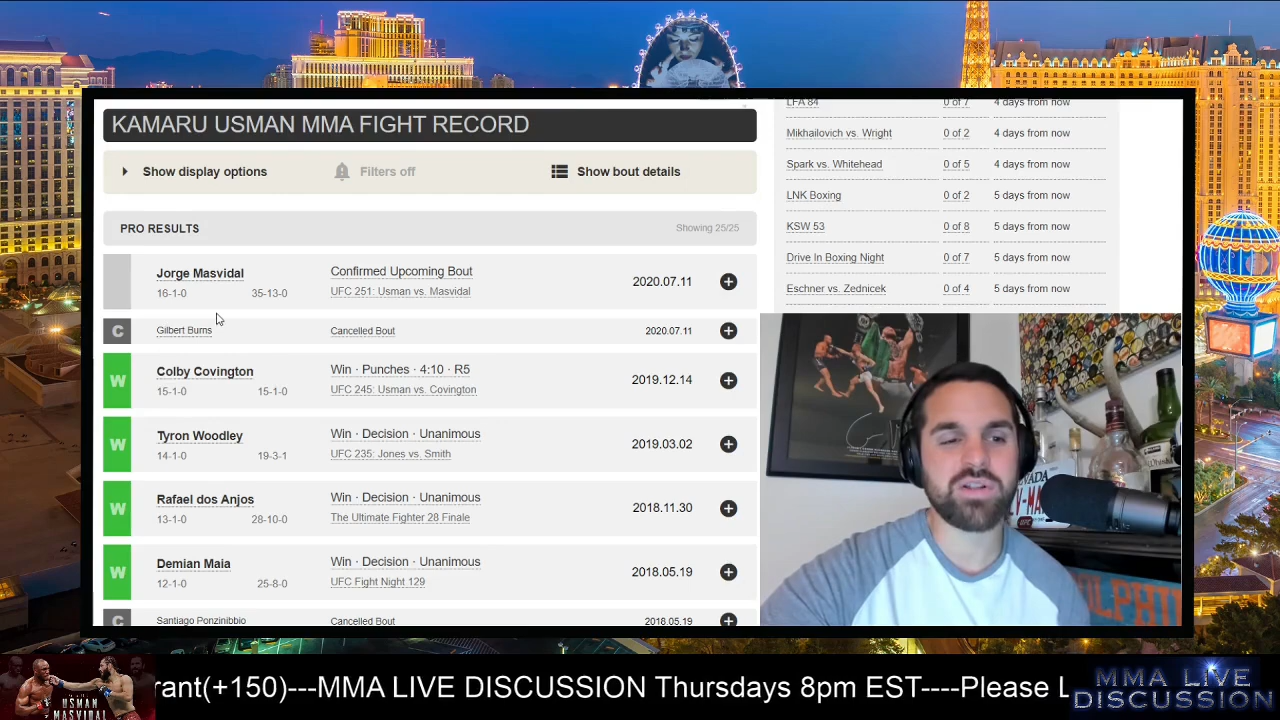 KAMARU USMAN MMA FIGHT RECORD
Show display options
Filters off
Show bout details
PRO RESULTS
Showing 25/25
Jorge Masvidal
Confirmed Upcoming Bout
2020.07.11
16-1-0
35-13-0
UFC 251: Usman vs. Masvidal
C
Gilbert Burns
Cancelled Bout
2020.07.11
W
Colby Covington
Win · Punches · 4:10 · R5
2019.12.14
15-1-0
15-1-0
UFC 245: Usman vs. Covington
W
Tyron Woodley
Win · Decision · Unanimous
2019.03.02
14-1-0
19-3-1
UFC 235: Jones vs. Smith
W
Rafael dos Anjos
Win · Decision · Unanimous
2018.11.30
13-1-0
28-10-0
The Ultimate Fighter 28 Finale
W
Demian Maia
Win · Decision · Unanimous
2018.05.19
12-1-0
25-8-0
UFC Fight Night 129
C
Santiago Ponzinibbio
Cancelled Bout
2018.05.19
LFA 84 0 of 7 4 days from now
Mikhailovich vs. Wright 0 of 2 4 days from now
Spark vs. Whitehead 0 of 5 4 days from now
LNK Boxing 0 of 2 5 days from now
KSW 53 0 of 8 5 days from now
Drive In Boxing Night 0 of 7 5 days from now
Eschner vs. Zednicek 0 of 4 5 days from now
USMAN
MASVIDAL
rant(+150)---MMA LIVE DISCUSSION Thursdays 8pm EST----Please L
MMA LIVE
DISCUSSION